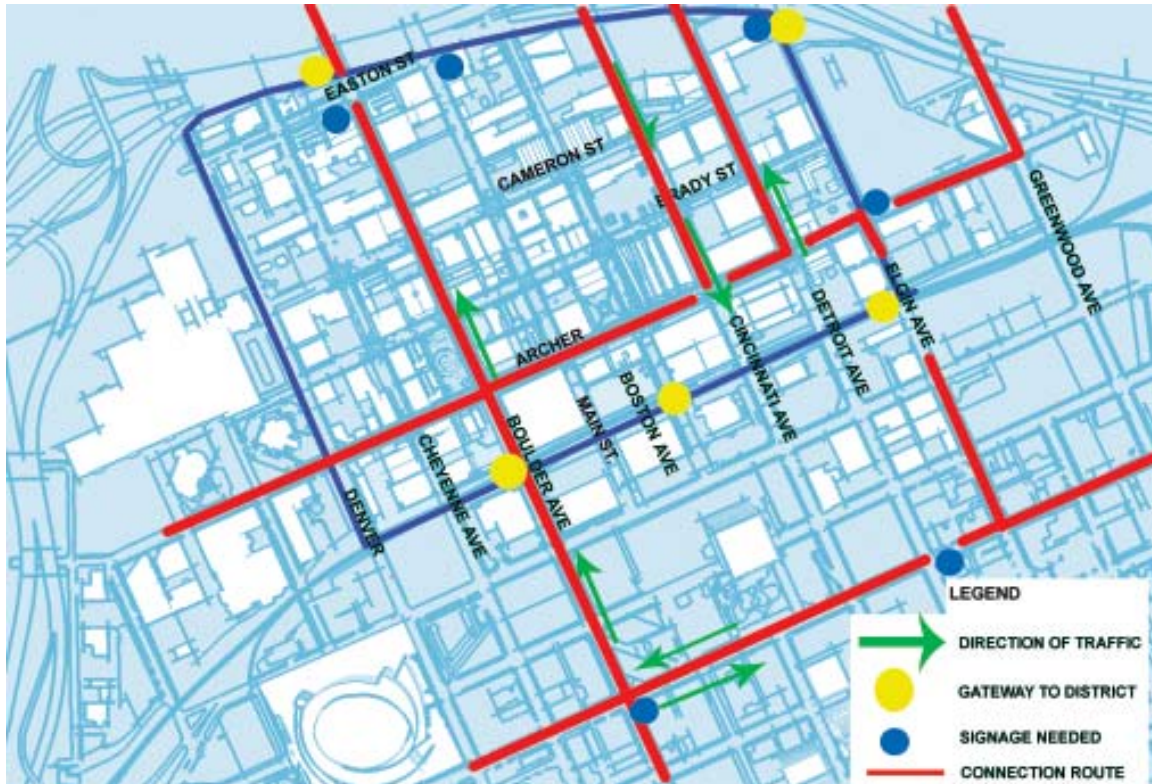 EASTON ST
CAMERON ST
BRADY ST
GREENWOOD AVE
ELGIN AVE
DETROIT AVE
CINCINNATI AVE
ARCHER
BOSTON AVE
MAIN ST.
BOULDER AVE
CHEYENNE AVE
DENVER
LEGEND
DIRECTION OF TRAFFIC
GATEWAY TO DISTRICT
SIGNAGE NEEDED
CONNECTION ROUTE